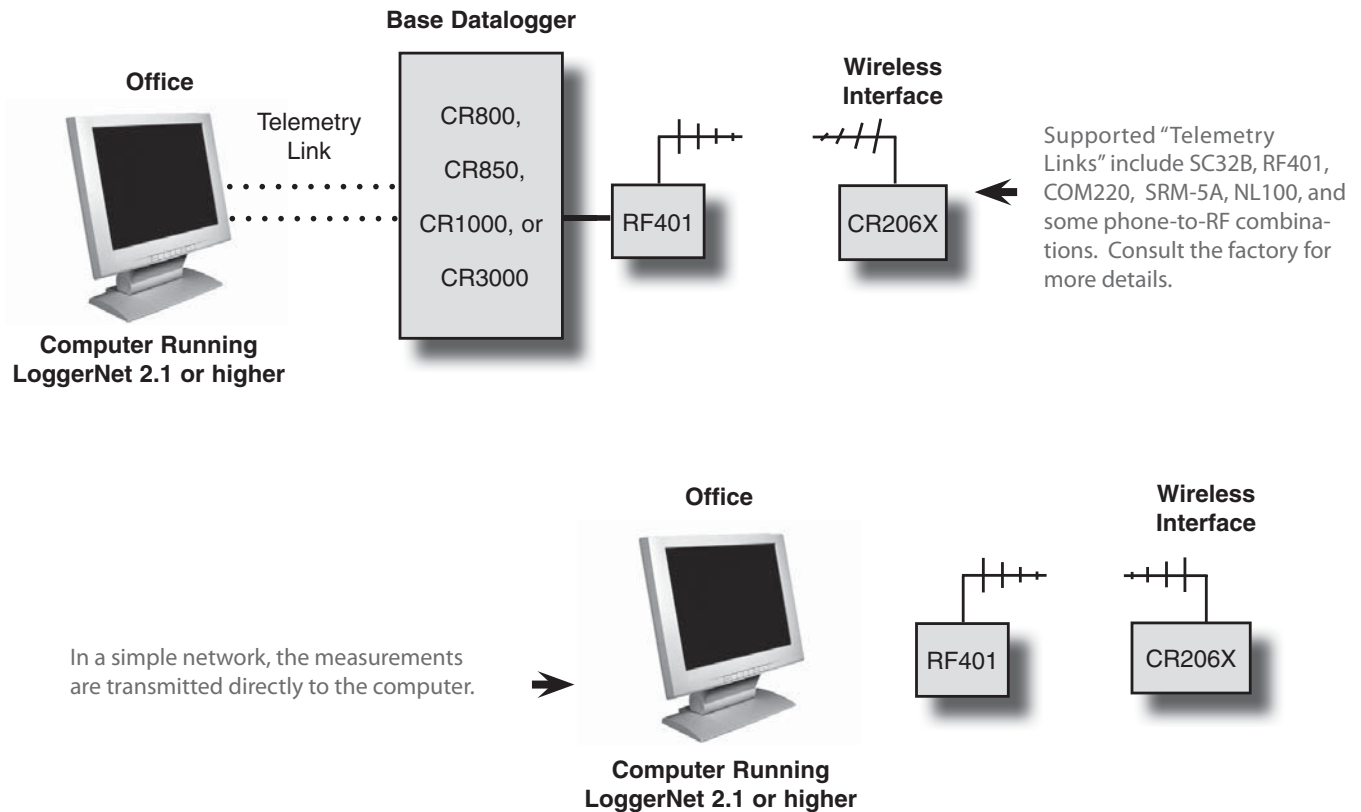 Base Datalogger
Office
Telemetry
Link
CR800,
CR850,
CR1000, or
CR3000
RF401
Wireless
Interface
CR206X
Supported “Telemetry
Links” include SC32B, RF401,
COM220, SRM-5A, NL100, and
some phone-to-RF combina-
tions. Consult the factory for
more details.
Computer Running
LoggerNet 2.1 or higher
In a simple network, the measurements
are transmitted directly to the computer.
Office
Computer Running
LoggerNet 2.1 or higher
RF401
Wireless
Interface
CR206X